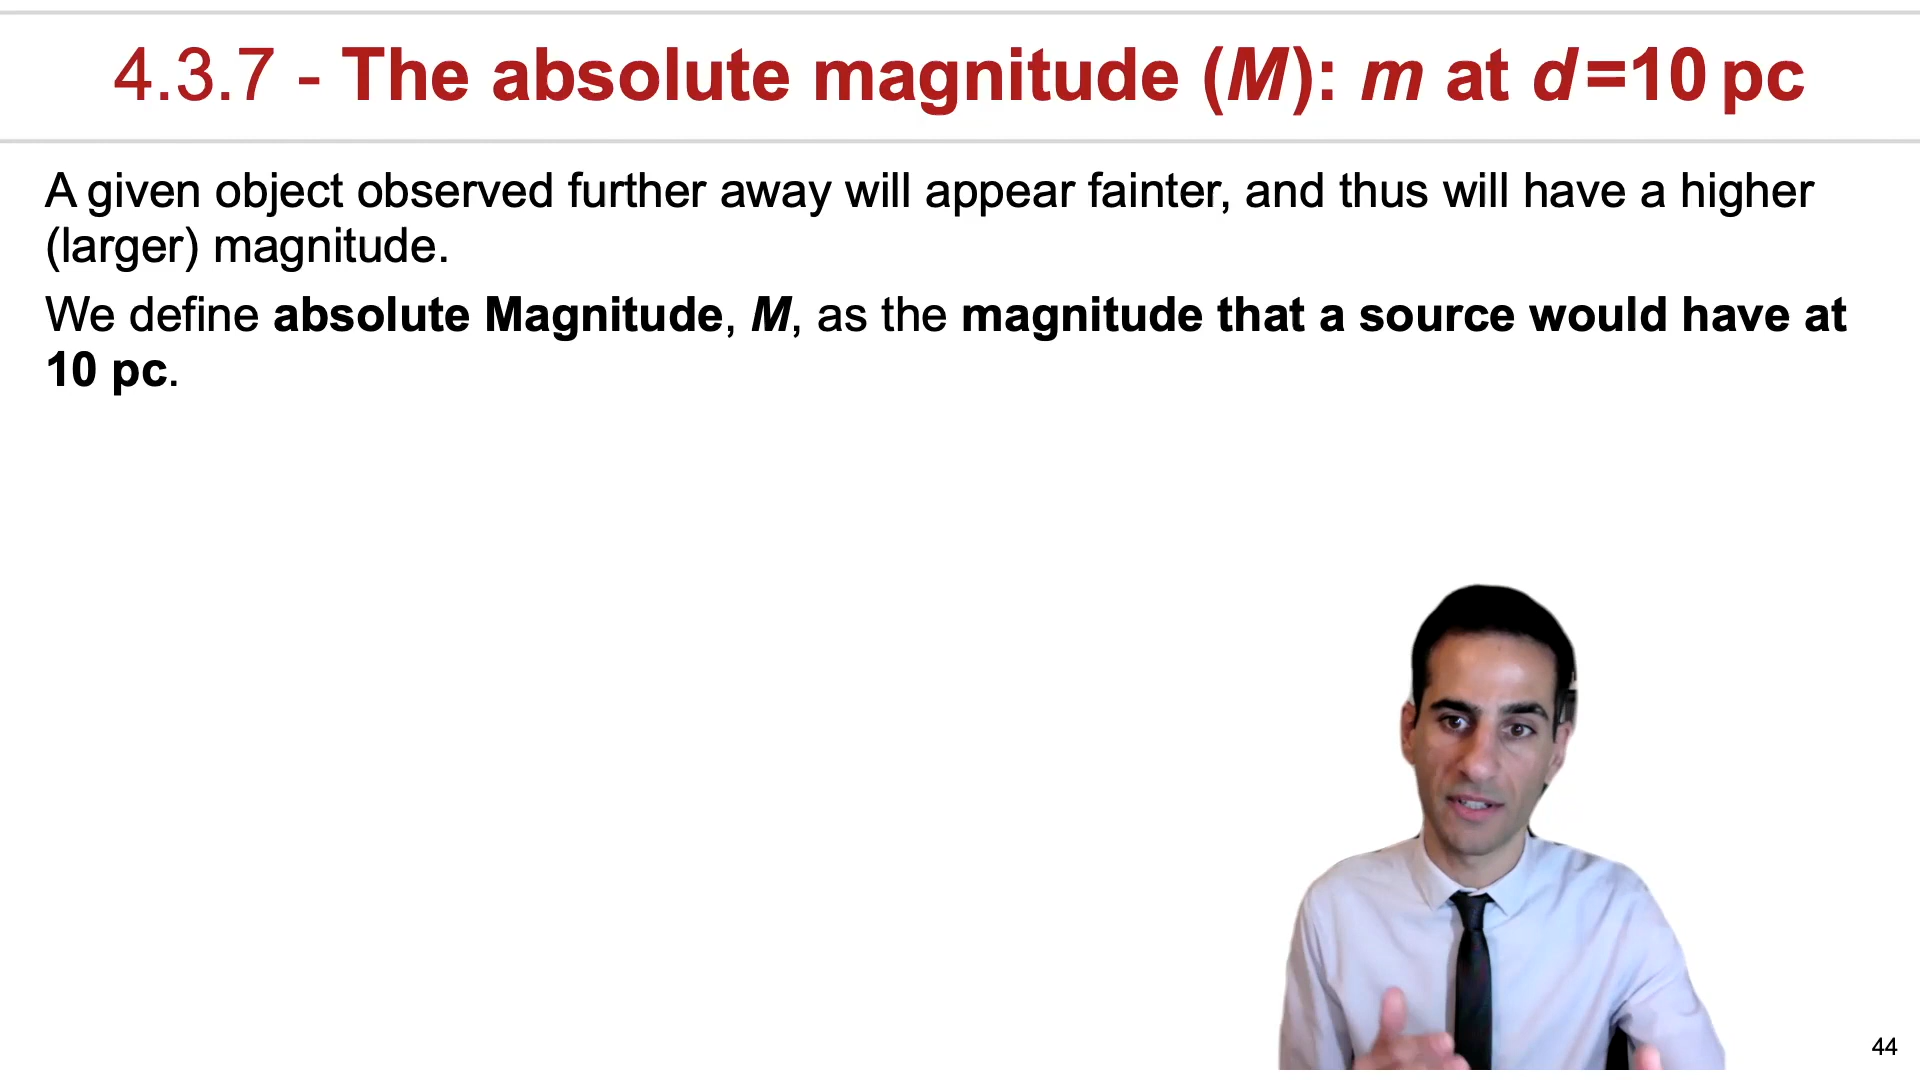 4.3.7 - The absolute magnitude (M): m at d=10 pc
A given object observed further away will appear fainter, and thus will have a higher
(larger) magnitude.
We define absolute Magnitude, M, as the magnitude that a source would have at
10 pc.
44